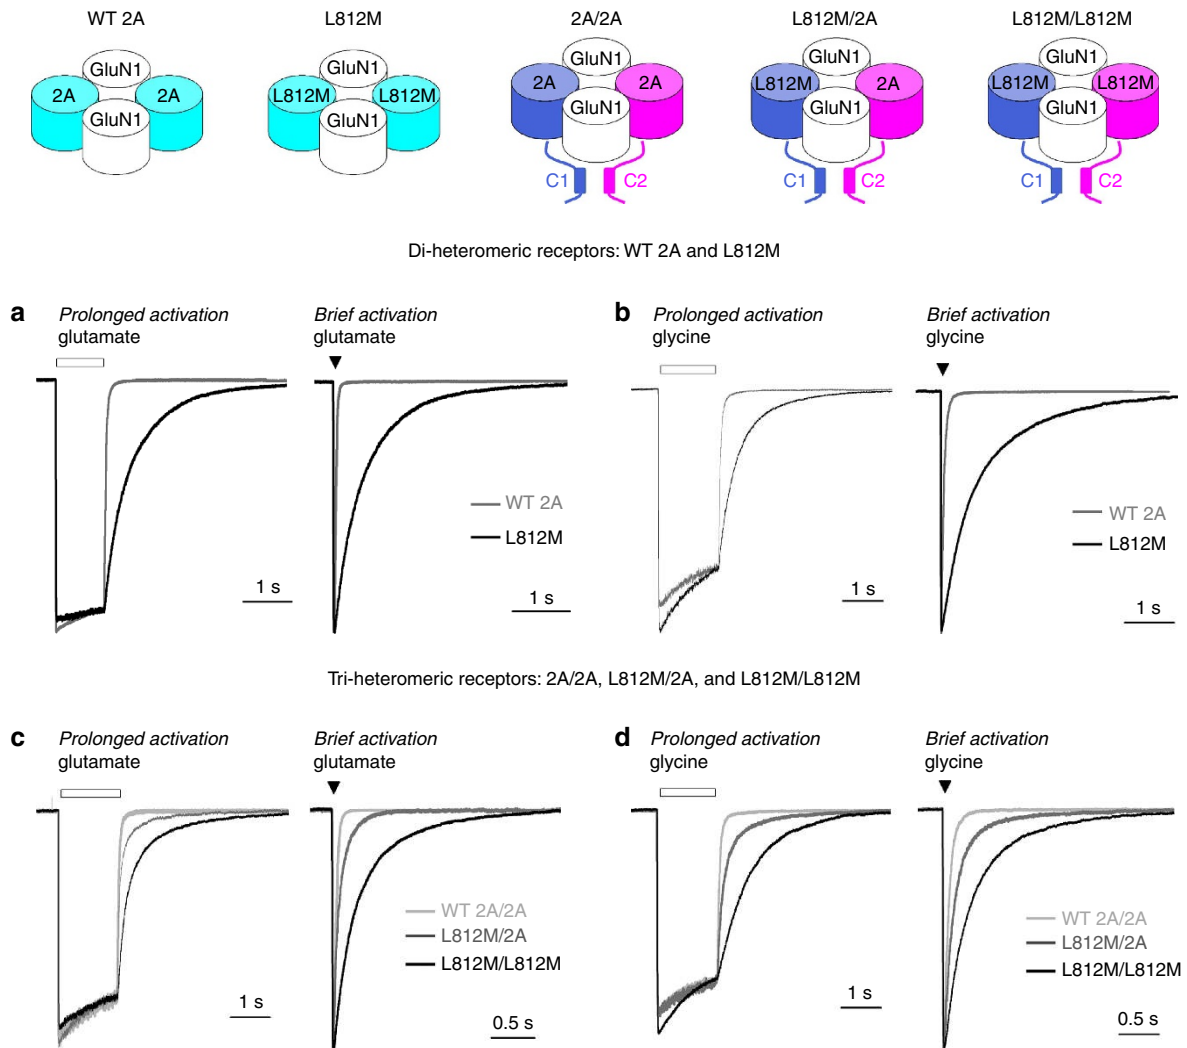 WT 2A L812M 2A/2A L812M/2A L812M/L812M
GluN1 GluN1 GluN1 GluN1 GluN1
2A 2A L812M L812M 2A 2A L812M 2A L812M L812M
GluN1 GluN1 GluN1 GluN1 GluN1
C1 C2 C1 C2 C1 C2
Di-heteromeric receptors: WT 2A and L812M
a Prolonged activation Brief activation b Prolonged activation Brief activation
glutamate glutamate glycine glycine
WT 2A WT 2A
L812M L812M
1 s 1 s 1 s 1 s
Tri-heteromeric receptors: 2A/2A, L812M/2A, and L812M/L812M
c Prolonged activation Brief activation d Prolonged activation Brief activation
glutamate glutamate glycine glycine
WT 2A/2A WT 2A/2A
L812M/2A L812M/2A
L812M/L812M L812M/L812M
1 s 0.5 s 1 s 0.5 s